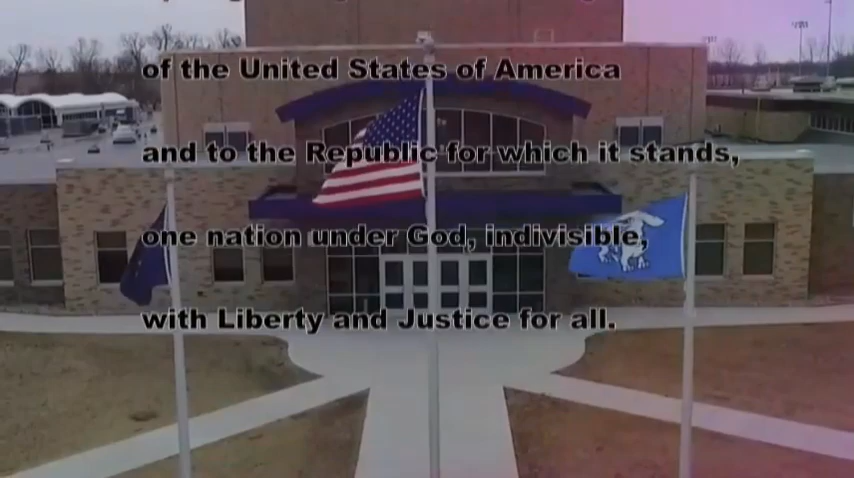 of the United States of America
and to the Republic for which it stands,
one nation under God, indivisible,
with Liberty and Justice for all.